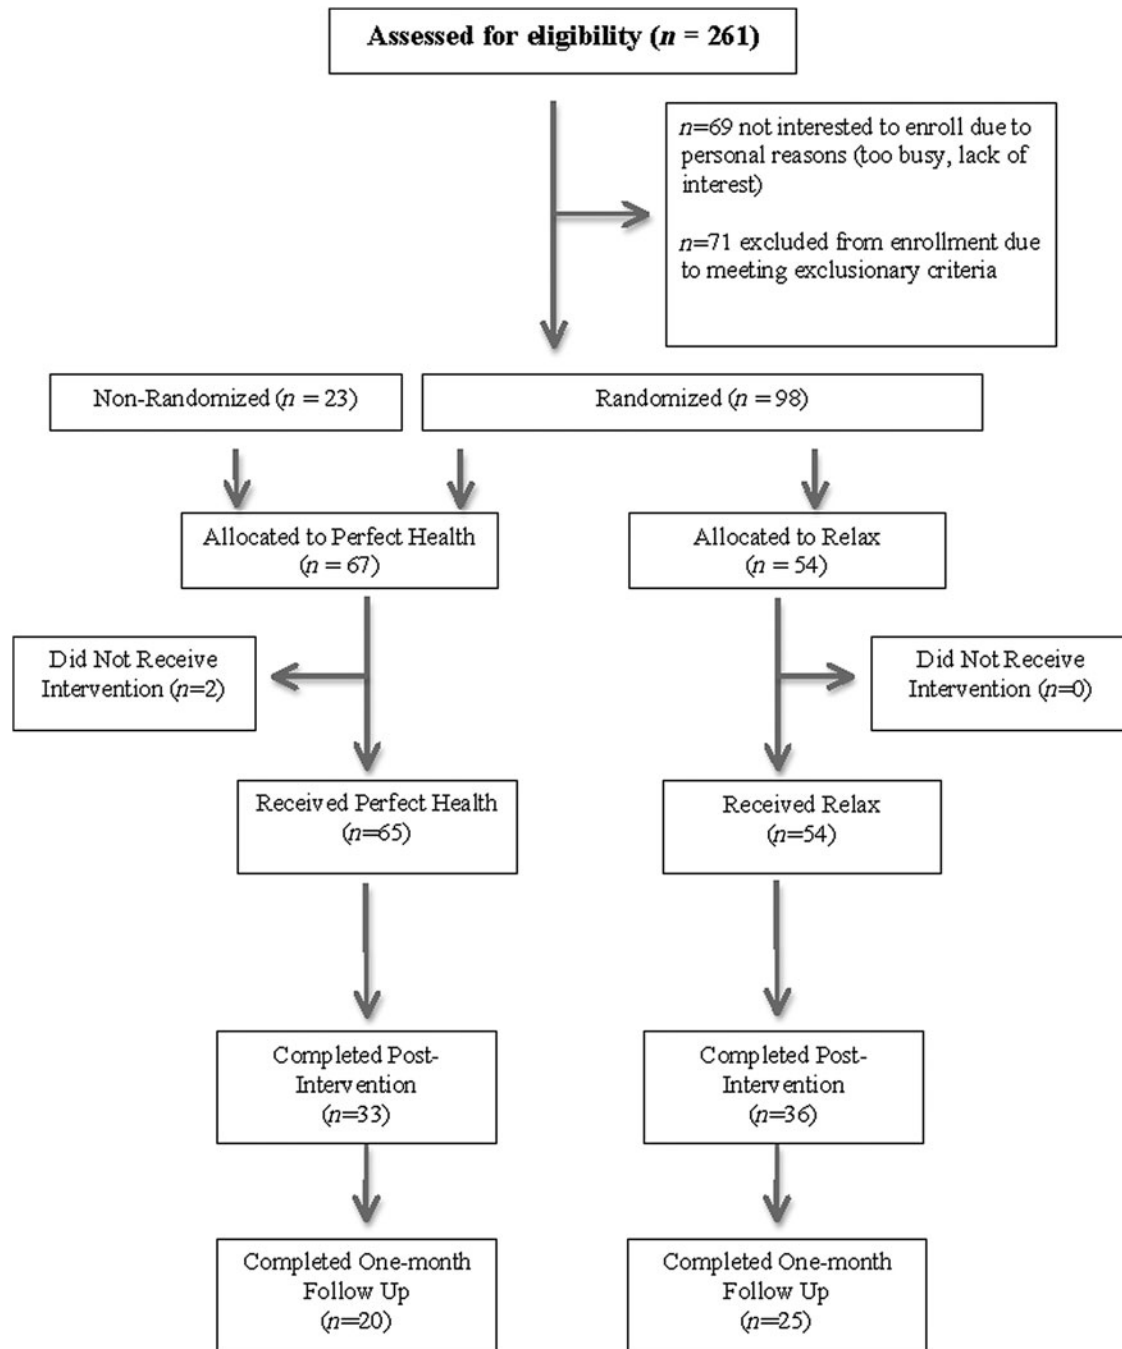 Assessed for eligibility (n = 261)
n=69 not interested to enroll due to
personal reasons (too busy, lack of
interest)
n=71 excluded from enrollment due
to meeting exclusionary criteria
Non-Randomized (n = 23)
Randomized (n = 98)
Allocated to Perfect Health
(n = 67)
Allocated to Relax
(n = 54)
Did Not Receive
Intervention (n=2)
Did Not Receive
Intervention (n=0)
Received Perfect Health
(n=65)
Received Relax
(n=54)
Completed Post-
Intervention
(n=33)
Completed Post-
Intervention
(n=36)
Completed One-month
Follow Up
(n=20)
Completed One-month
Follow Up
(n=25)